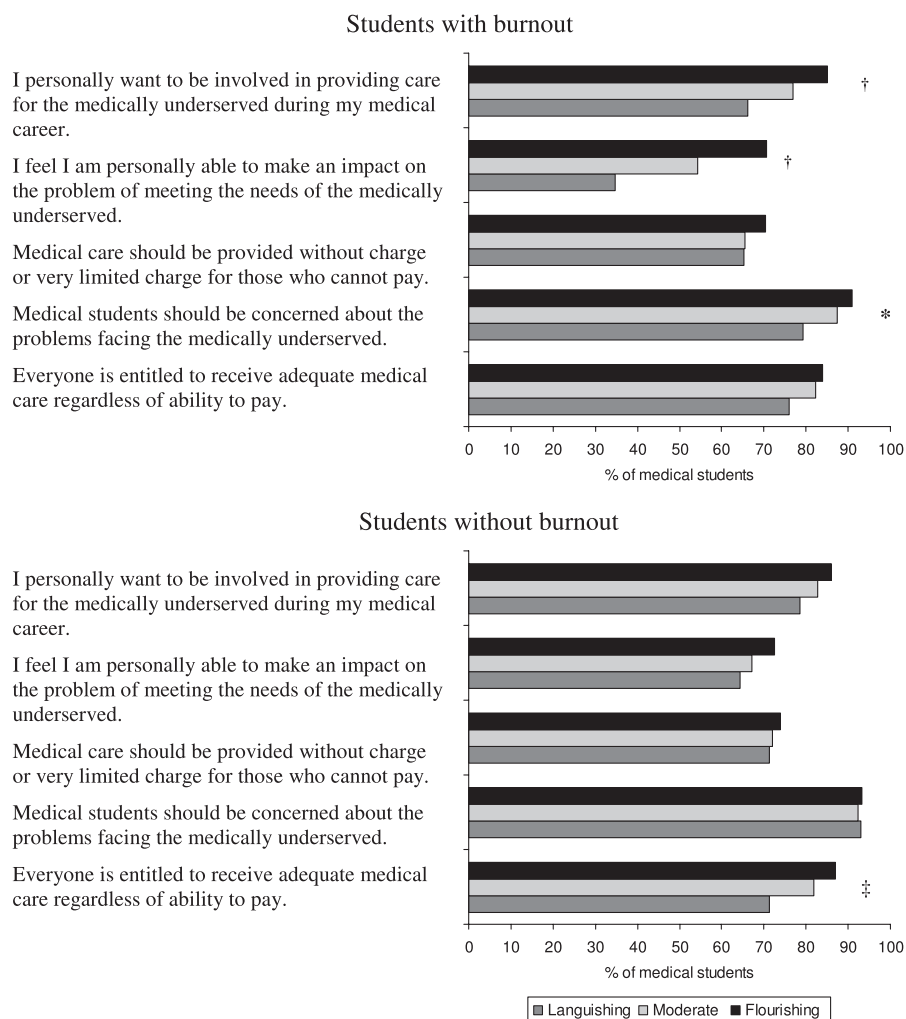 Students with burnout
I personally want to be involved in providing care
for the medically underserved during my medical
career.
†
I feel I am personally able to make an impact on
the problem of meeting the needs of the medically
underserved.
†
Medical care should be provided without charge
or very limited charge for those who cannot pay.
Medical students should be concerned about the
problems facing the medically underserved.
*
Everyone is entitled to receive adequate medical
care regardless of ability to pay.
0 10 20 30 40 50 60 70 80 90 100
% of medical students
Students without burnout
I personally want to be involved in providing care
for the medically underserved during my medical
career.
I feel I am personally able to make an impact on
the problem of meeting the needs of the medically
underserved.
Medical care should be provided without charge
or very limited charge for those who cannot pay.
Medical students should be concerned about the
problems facing the medically underserved.
Everyone is entitled to receive adequate medical
care regardless of ability to pay.
‡
0 10 20 30 40 50 60 70 80 90 100
% of medical students
Languishing Moderate Flourishing